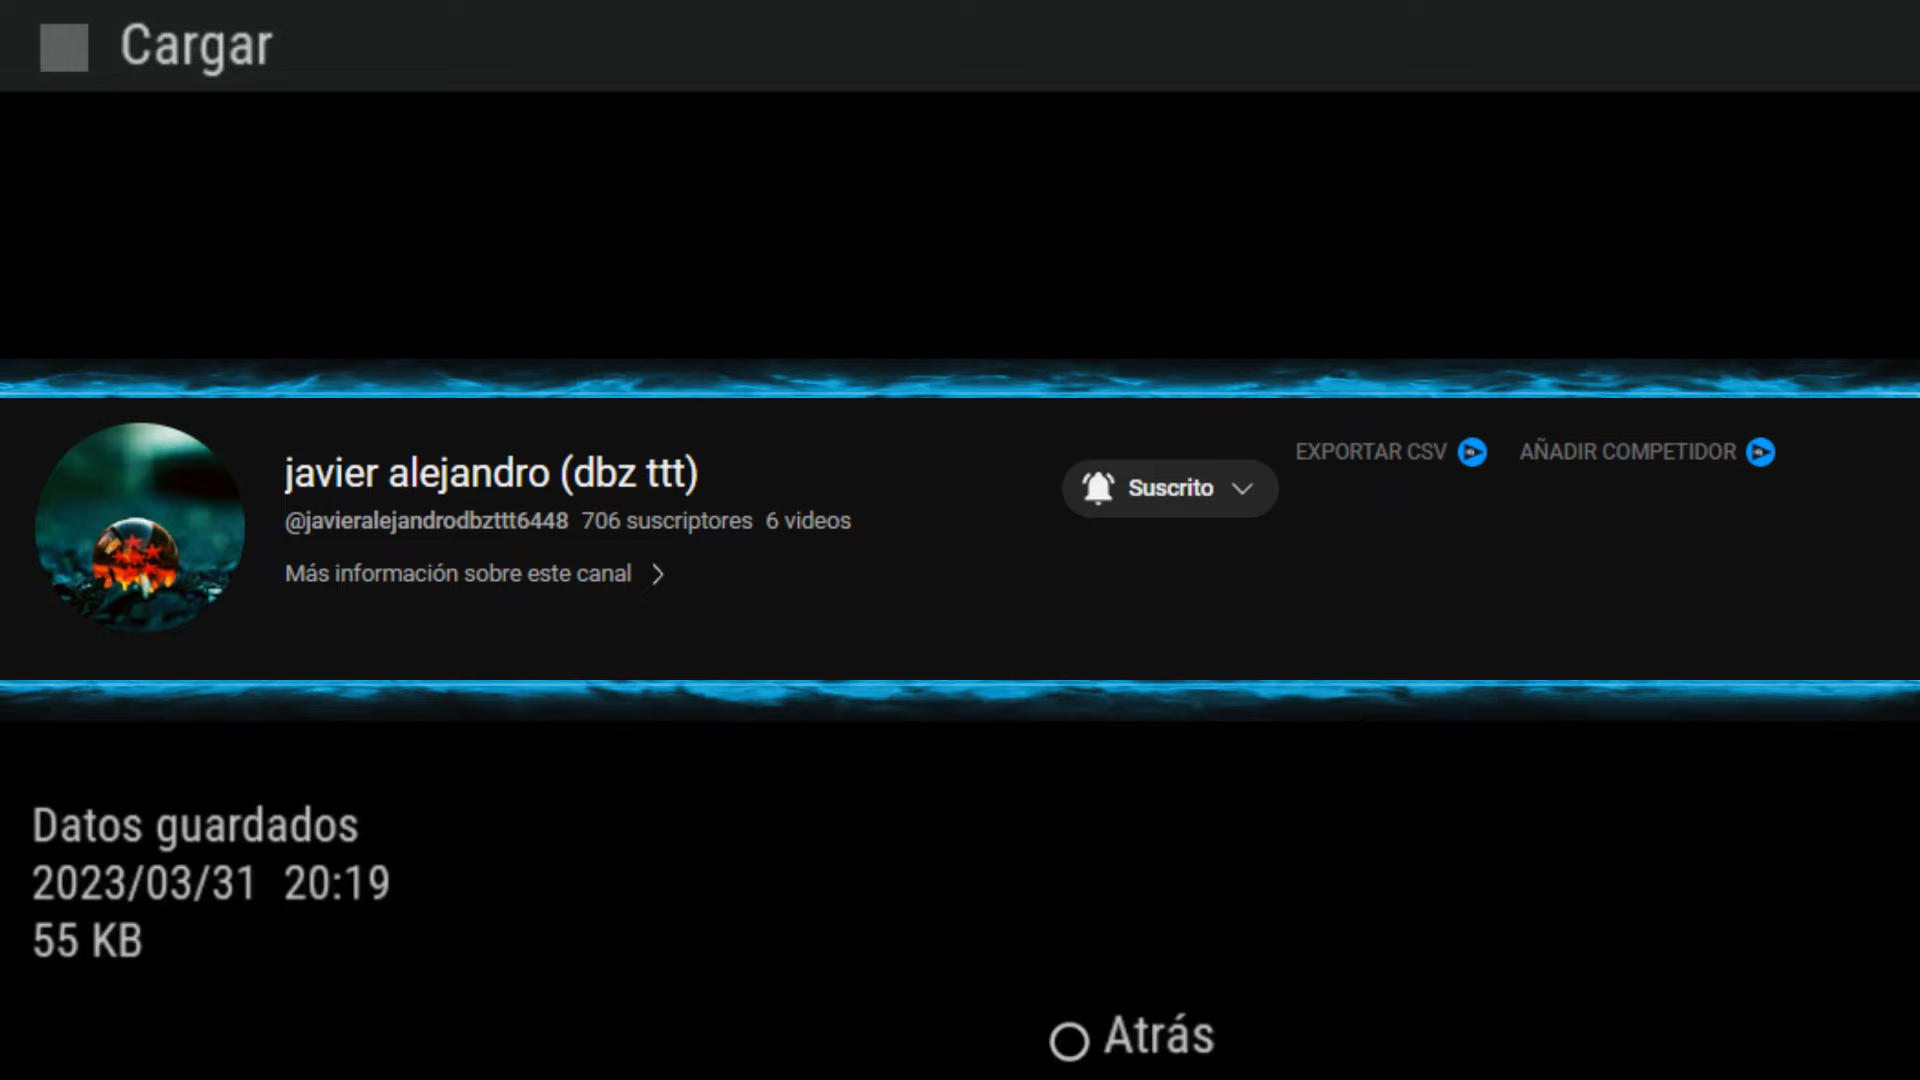 Cargar
EXPORTAR CSV AÑADIR COMPETIDOR
javier alejandro (dbz ttt)
Suscrito
@javieralejandrodbzttt6448 706 suscriptores 6 videos
Más información sobre este canal
Datos guardados
2023/03/31 20:19
55 KB
Atrás